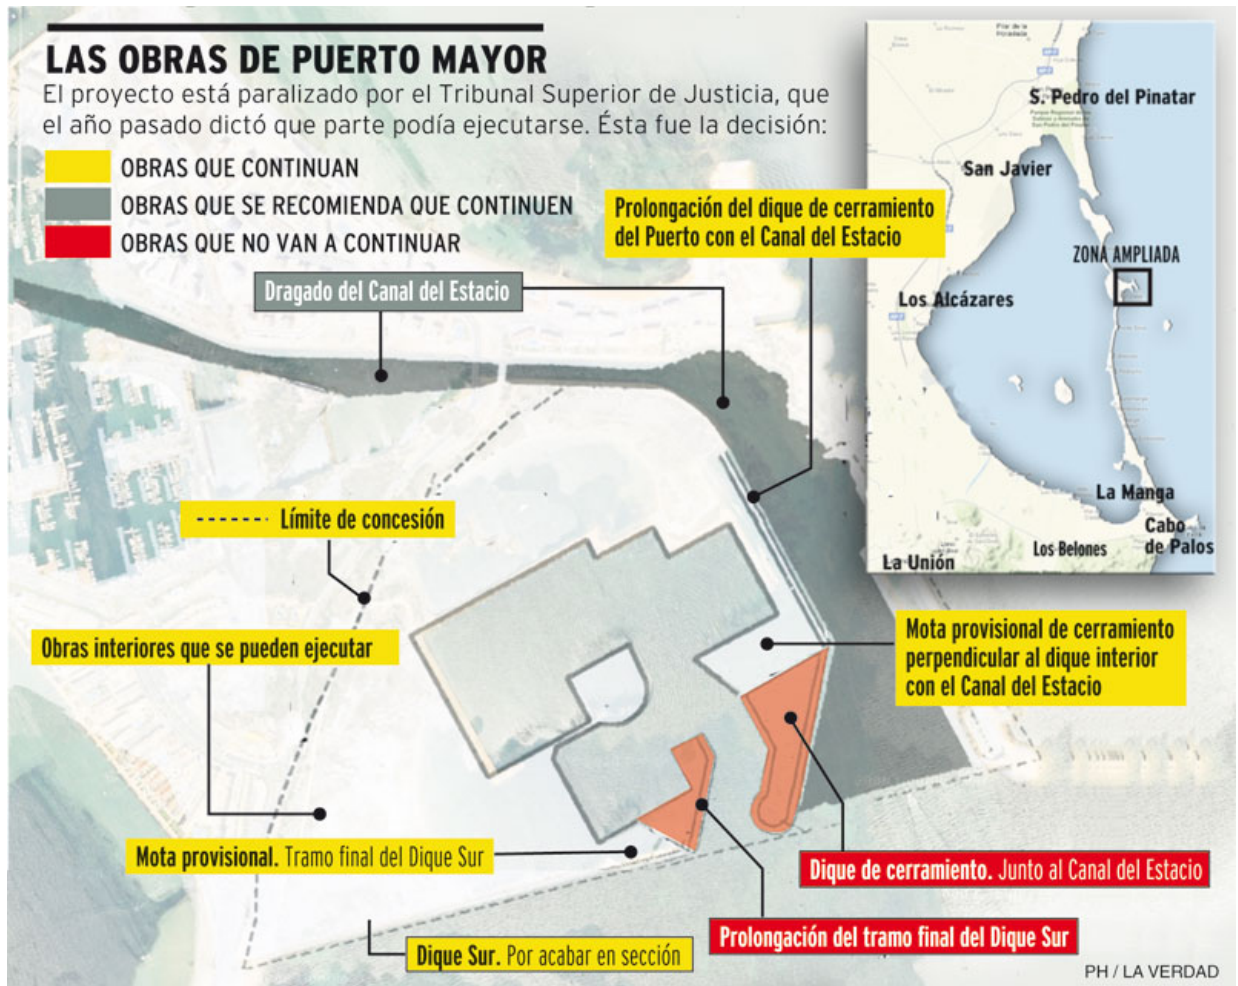 LAS OBRAS DE PUERTO MAYOR
El proyecto está paralizado por el Tribunal Superior de Justicia, que
el año pasado dictó que parte podía ejecutarse. Ésta fue la decisión:
OBRAS QUE CONTINUAN
OBRAS QUE SE RECOMIENDA QUE CONTINUEN
OBRAS QUE NO VAN A CONTINUAR
Prolongación del dique de cerramiento
del Puerto con el Canal del Estacio
Dragado del Canal del Estacio
Límite de concesión
Obras interiores que se pueden ejecutar
Mota provisional de cerramiento
perpendicular al dique interior
con el Canal del Estacio
Mota provisional. Tramo final del Dique Sur
Dique de cerramiento. Junto al Canal del Estacio
Prolongación del tramo final del Dique Sur
Dique Sur. Por acabar en sección
S. Pedro del Pinatar
San Javier
ZONA AMPLIADA
Los Alcázares
La Manga
Cabo
de Palos
Los Belones
La Unión
PH / LA VERDAD